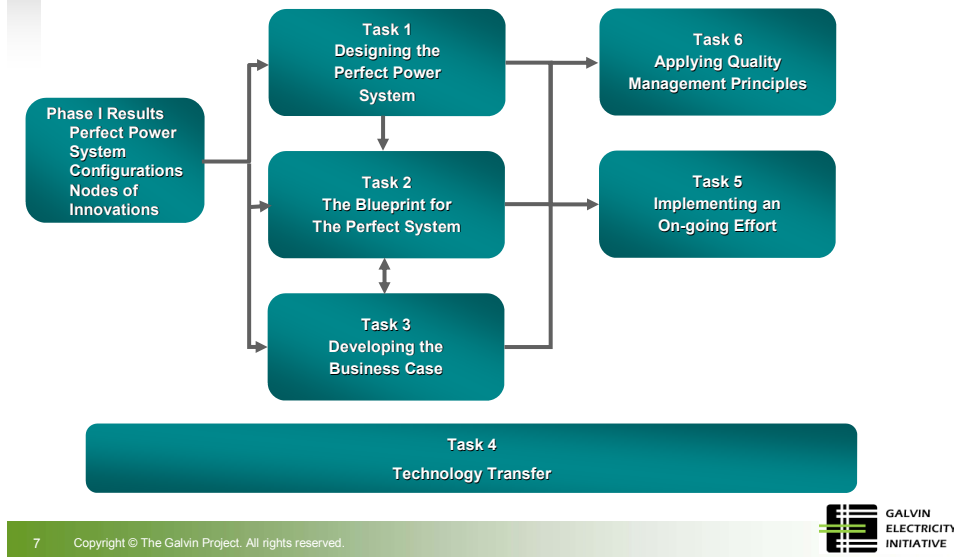 Phase I Results
Perfect Power
System
Configurations
Nodes of
Innovations
Task 1
Designing the
Perfect Power
System
Task 2
The Blueprint for
The Perfect System
Task 3
Developing the
Business Case
Task 6
Applying Quality
Management Principles
Task 5
Implementing an
On-going Effort
Task 4
Technology Transfer
7 Copyright © The Galvin Project. All rights reserved.
GALVIN
ELECTRICITY
INITIATIVE